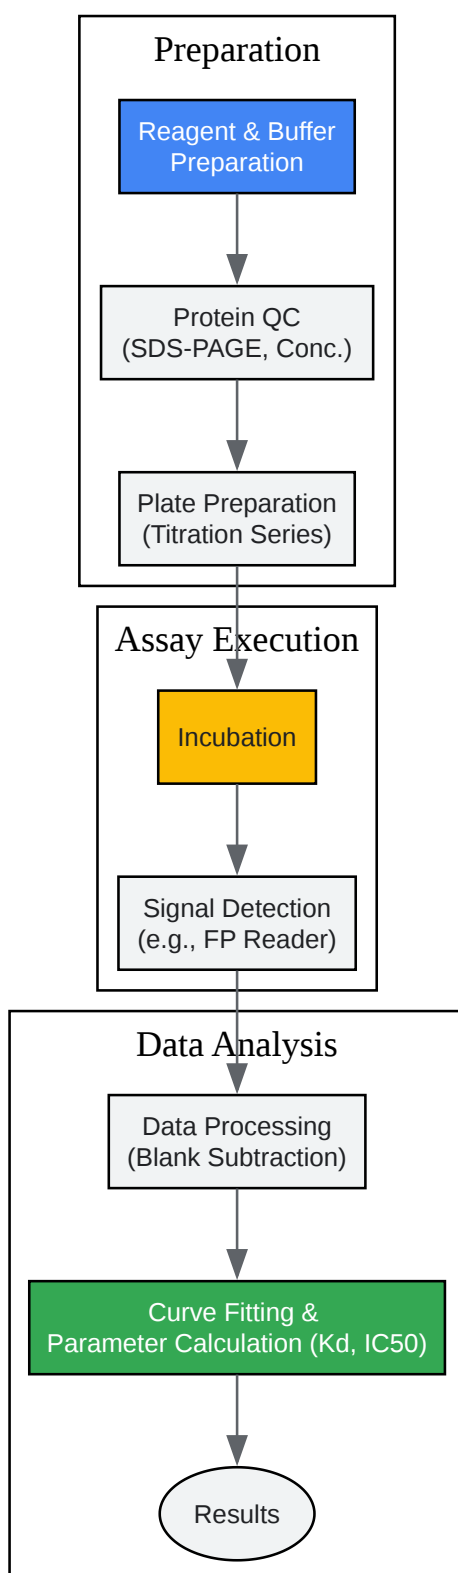 Preparation
Reagent & Buffer
Preparation
Protein QC
(SDS-PAGE, Conc.)
Plate Preparation
(Titration Series)
Assay Execution
Incubation
Signal Detection
(e.g., FP Reader)
Data Analysis
Data Processing
(Blank Subtraction)
Curve Fitting &
Parameter Calculation (Kd, IC50)
Results